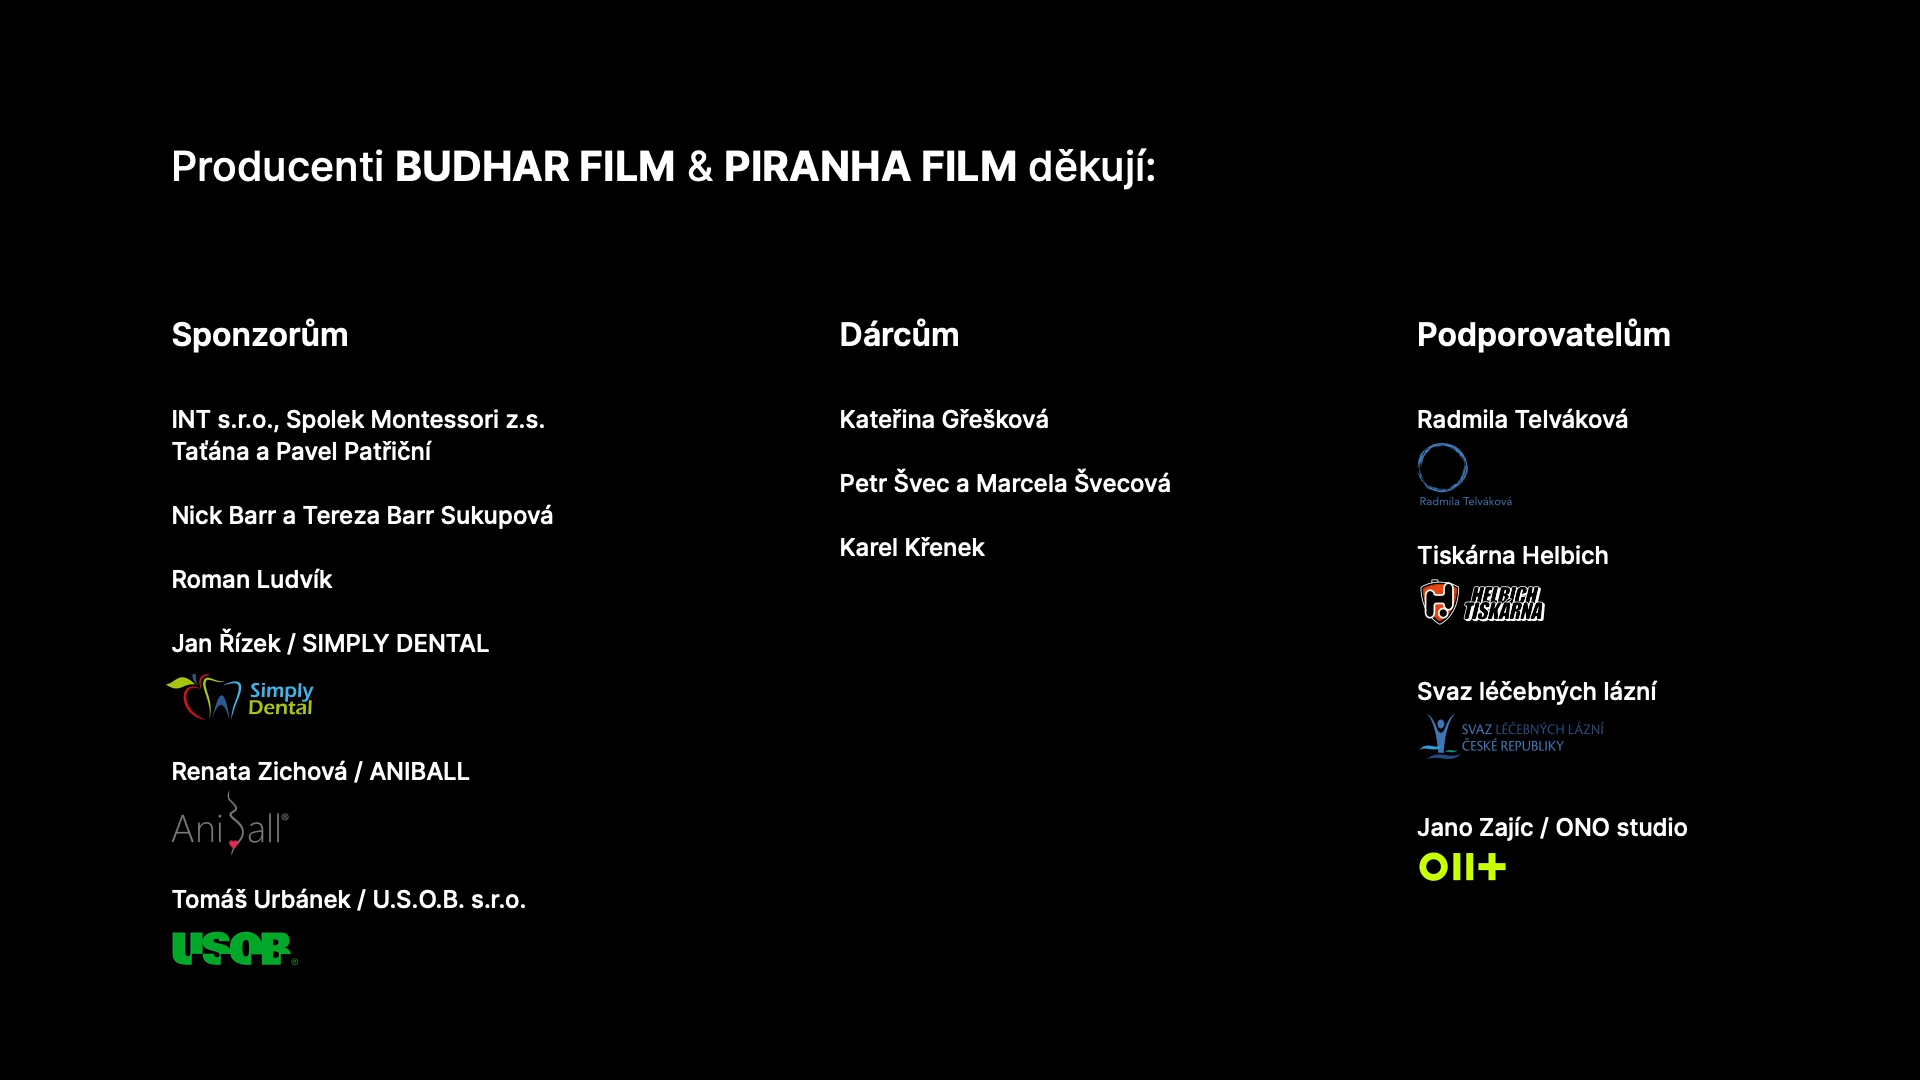 Producenti BUDHAR FILM & PIRANHA FILM děkují:
Sponzorům
INT s.r.o., Spolek Montessori z.s.
Taťána a Pavel Patřiční
Nick Barr a Tereza Barr Sukupová
Roman Ludvík
Jan Řízek / SIMPLY DENTAL
Simply
Dental
Renata Zichová / ANIBALL
AniBall®
Tomáš Urbánek / U.S.O.B. s.r.o.
USOB®
Dárcům
Kateřina Gřešková
Petr Švec a Marcela Švecová
Karel Křenek
Podporovatelům
Radmila Telváková
Radmila Telváková
Tiskárna Helbich
HELBICH
TISKÁRNA
Svaz léčebných lázní
SVAZ LÉČEBNÝCH LÁZNÍ
ČESKÉ REPUBLIKY
Jano Zajíc / ONO studio